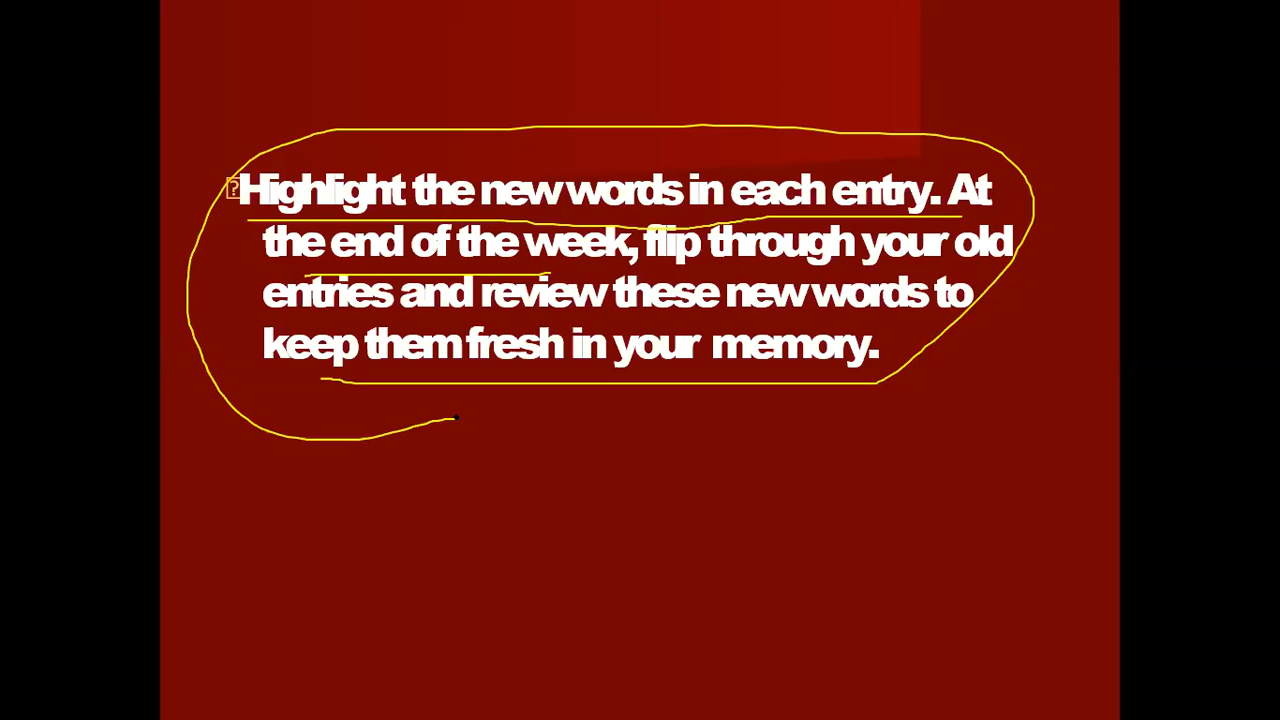 Highlight the new words in each entry. At
the end of the week, flip through your old
entries and review these new words to
keep them fresh in your memory.